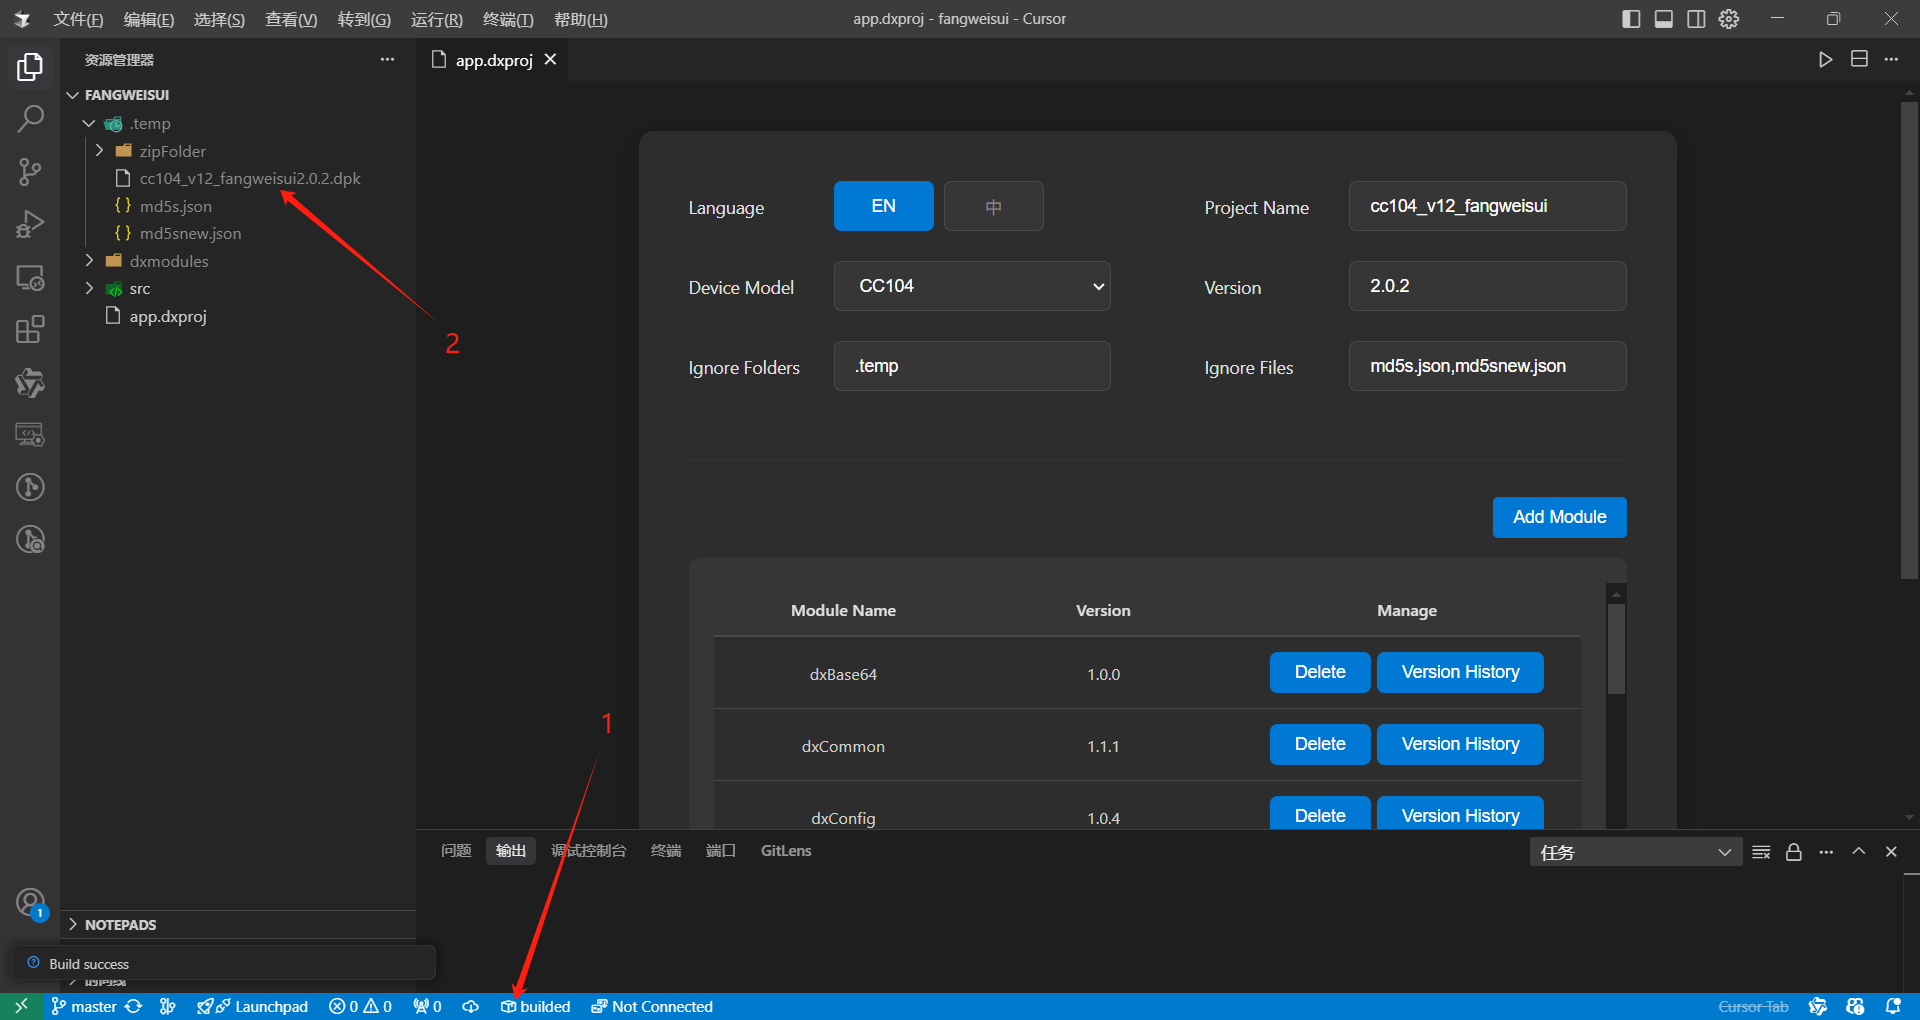 文件(F) 编辑(E) 选择(S) 查看(V) 转到(G) 运行(R) 终端(T) 帮助(H)
app.dxproj - fangweisui - Cursor
资源管理器
app.dxproj
FANGWEISUI
.temp
zipFolder
cc104_v12_fangweisui2.0.2.dpk
md5s.json
md5snew.json
dxmodules
src
app.dxproj
2
Language EN 中 Project Name cc104_v12_fangweisui
Device Model CC104 Version 2.0.2
Ignore Folders .temp Ignore Files md5s.json,md5snew.json
Add Module
Module Name Version Manage
dxBase64 1.0.0 Delete Version History
dxCommon 1.1.1 Delete Version History
dxConfig 1.0.4 Delete Version History
1
问题 输出 调试控制台 终端 端口 GitLens
任务
1
NOTEPADS
Build success
时间线
master Launchpad 0 0 0 builded Not Connected
Cursor Tab